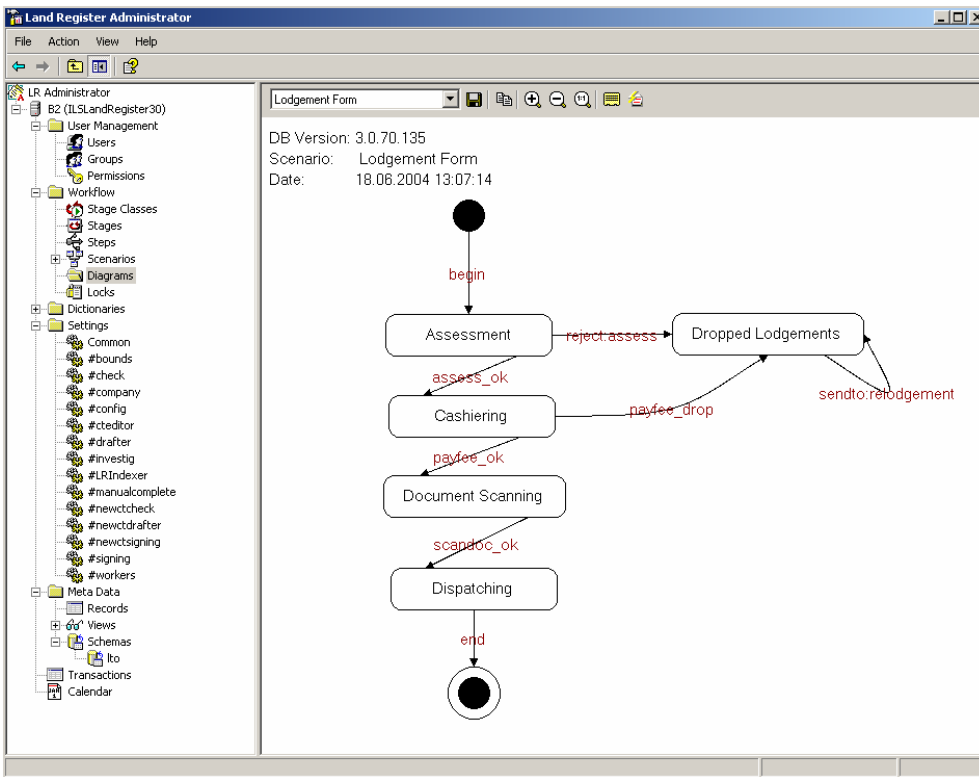 Land Register Administrator
File Action View Help
LR Administrator
B2 (ILSLandRegister30)
User Management
Users
Groups
Permissions
Workflow
Stage Classes
Stages
Steps
Scenarios
Diagrams
Locks
Dictionaries
Settings
Common
#bounds
#check
#company
#config
#cteditor
#drafter
#investig
#LRIndexer
#manualcomplete
#newctcheck
#newctdrafter
#newctsigning
#signing
#workers
Meta Data
Records
Views
Schemas
lto
Transactions
Calendar
Lodgement Form
DB Version: 3.0.70.135
Scenario: Lodgement Form
Date: 18.06.2004 13:07:14
begin
Assessment
reject:assess
Dropped Lodgements
assess_ok
sendto:relodgement
Cashiering
payfee_drop
payfee_ok
Document Scanning
scandoc_ok
Dispatching
end